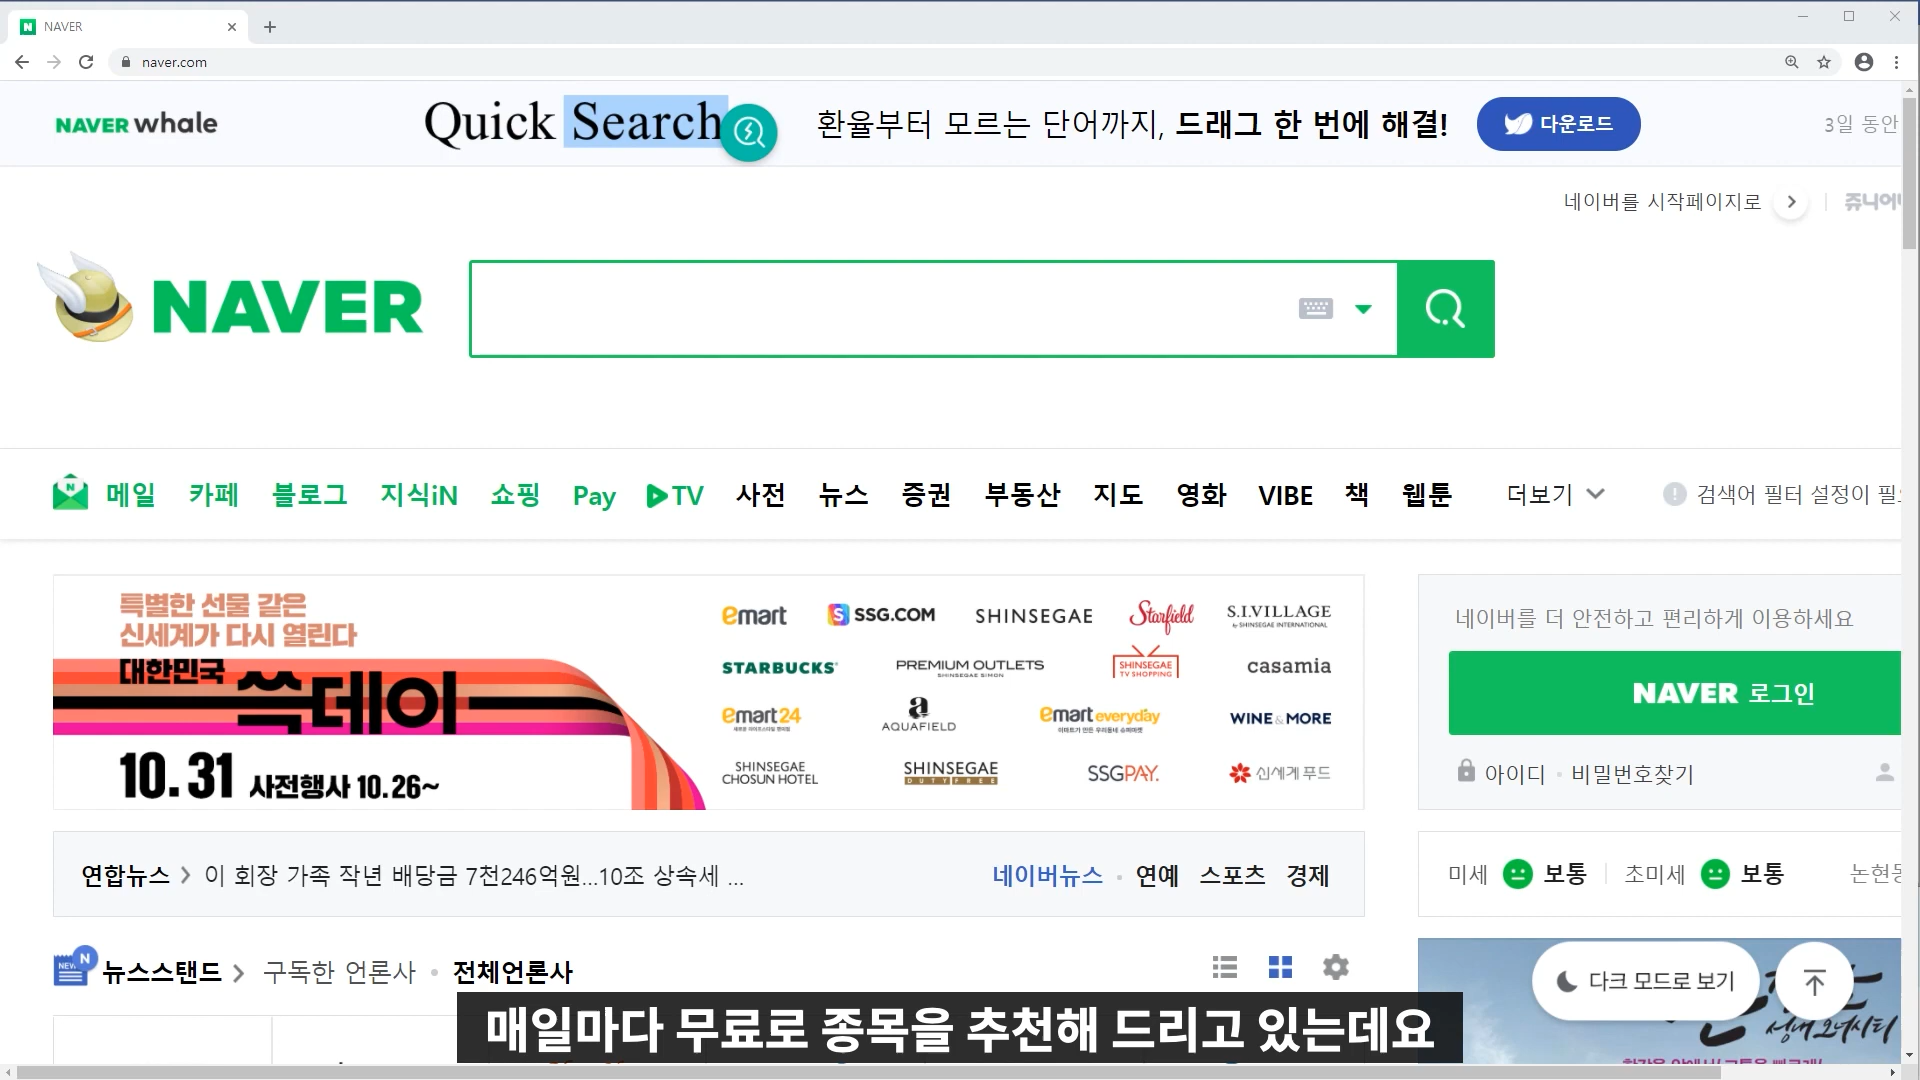 NAVER
naver.com
NAVER whale
Quick Search
환율부터 모르는 단어까지, 드래그 한 번에 해결!
다운로드
3일 동안
네이버를 시작페이지로
쥬니어
NAVER
메일 카페 블로그 지식iN 쇼핑 Pay TV 사전 뉴스 증권 부동산 지도 영화 VIBE 책 웹툰 더보기
검색어 필터 설정이
특별한 선물 같은
신세계가 다시 열린다
대한민국
쓱데이
10.31 사전행사 10.26~
emart SSG.COM SHINSEGAE Starfield S.I.VILLAGE
by SHINSEGAE INTERNATIONAL
STARBUCKS PREMIUM OUTLETS SHINSEGAE TV SHOPPING casamia
SHINSEGAE SIMON
emart24 a AQUAFIELD emart everyday WINE & MORE
SHINSEGAE CHOSUN HOTEL SHINSEGAE DUTY FREE SSGPAY. 신세계 푸드
네이버를 더 안전하고 편리하게 이용하세요
NAVER 로그인
아이디 · 비밀번호찾기
연합뉴스 > 이 회장 가족 작년 배당금 7천246억원...10조 상속세 ...
네이버뉴스 · 연예 스포츠 경제
미세 보통 초미세 보통
논현동
NEWS N
뉴스스탠드 > 구독한 언론사 · 전체언론사
다크 모드로 보기
매일마다 무료로 종목을 추천해 드리고 있는데요